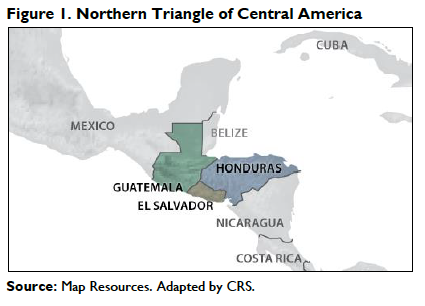 Figure 1. Northern Triangle of Central America
CUBA
MEXICO
BELIZE
HONDURAS
GUATEMALA
EL SALVADOR
NICARAGUA
COSTA RICA
Source: Map Resources. Adapted by CRS.